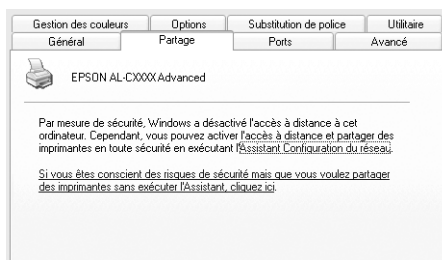 Gestion des couleurs Options Substitution de police Utilitaire
Général Partage Ports Avancé
EPSON AL-CXXXX Advanced
Par mesure de sécurité, Windows a désactivé l'accès à distance à cet
ordinateur. Cependant, vous pouvez activer l'accès à distance et partager des
imprimantes en toute sécurité en exécutant l'Assistant Configuration du réseau.
Si vous êtes conscient des risques de sécurité mais que vous voulez partager
des imprimantes sans exécuter l'Assistant, cliquez ici.